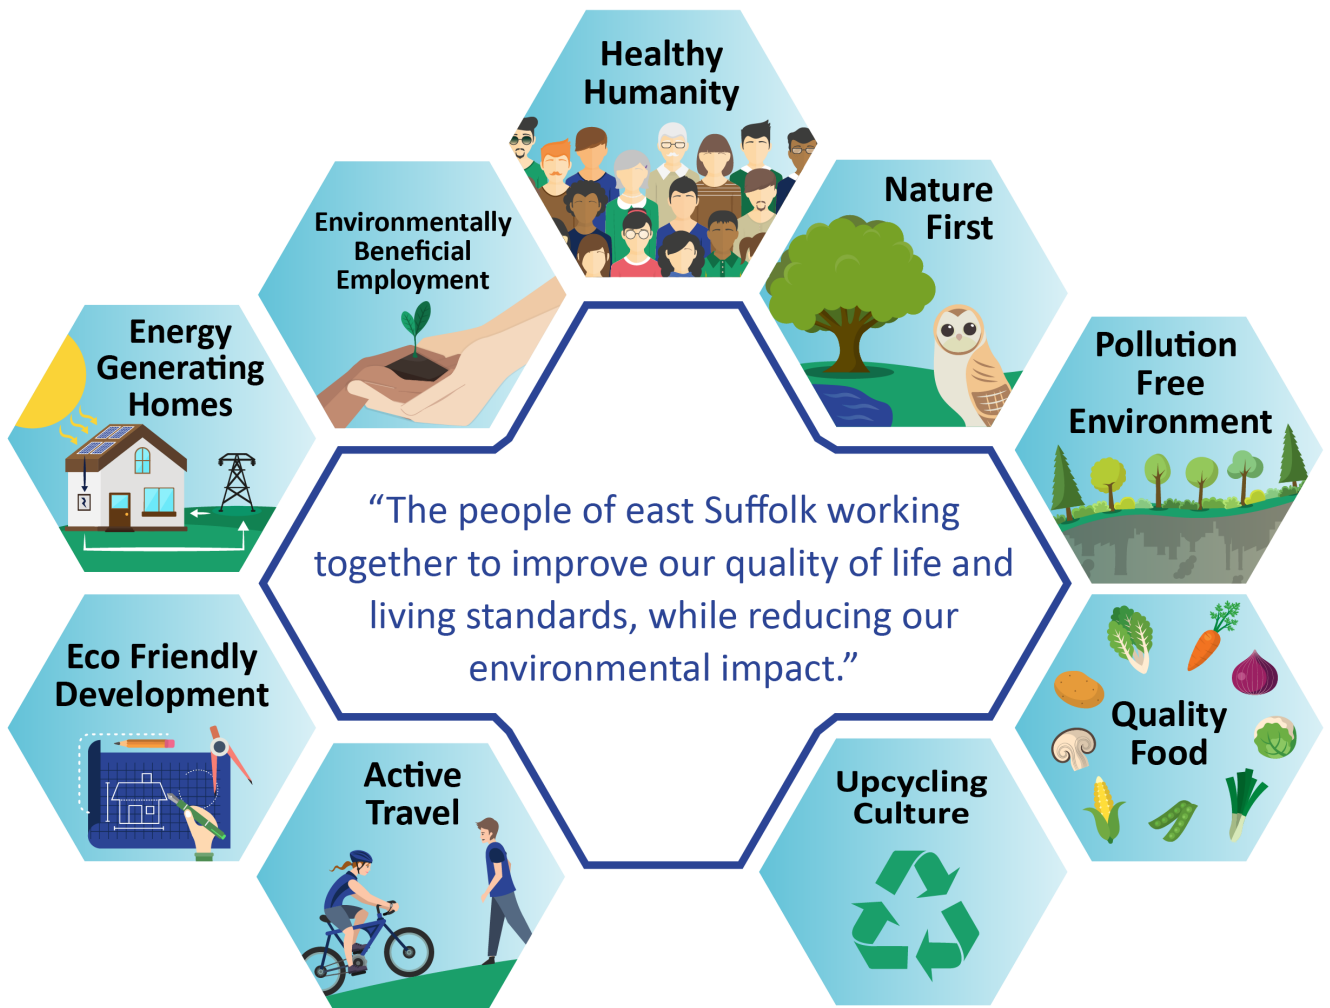 Healthy
Humanity
Nature
First
Environmentally
Beneficial
Employment
Energy
Generating
Homes
Pollution
Free
Environment
“The people of east Suffolk working
together to improve our quality of life and
living standards, while reducing our
environmental impact.”
Eco Friendly
Development
Quality
Food
Active
Travel
Upcycling
Culture